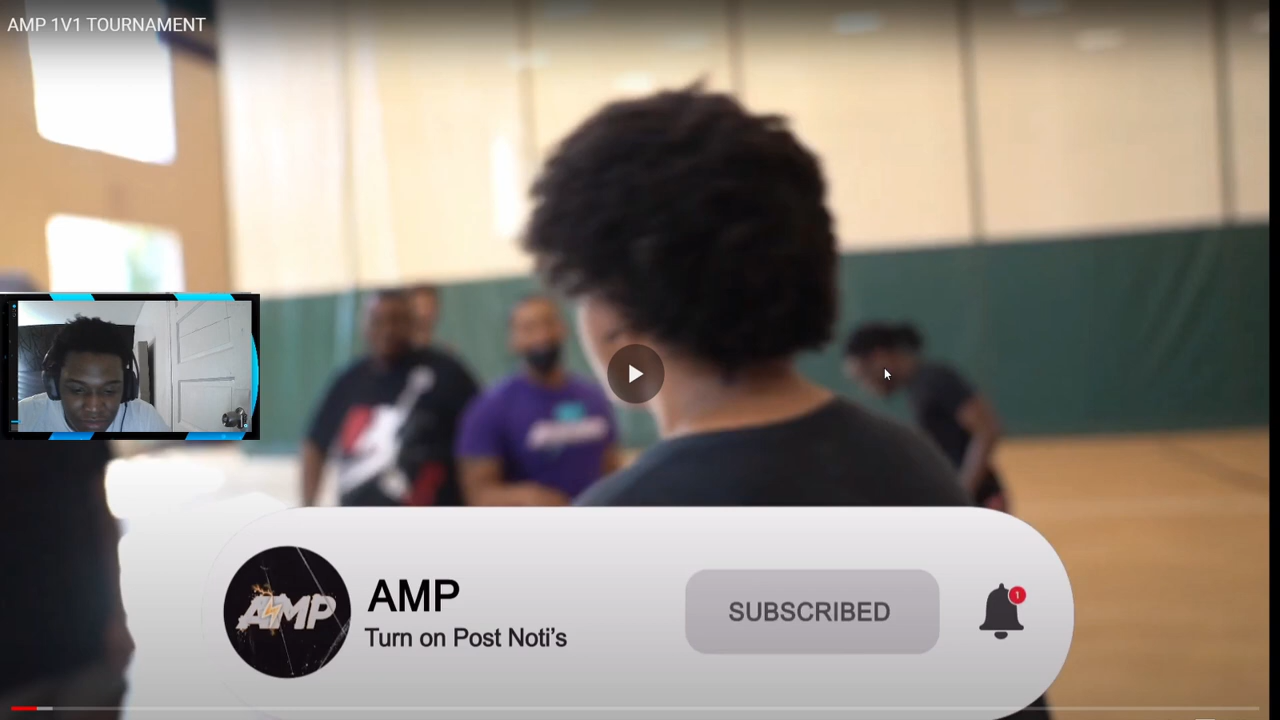 AMP 1V1 TOURNAMENT
AMP
AMP
Turn on Post Noti's
SUBSCRIBED
1